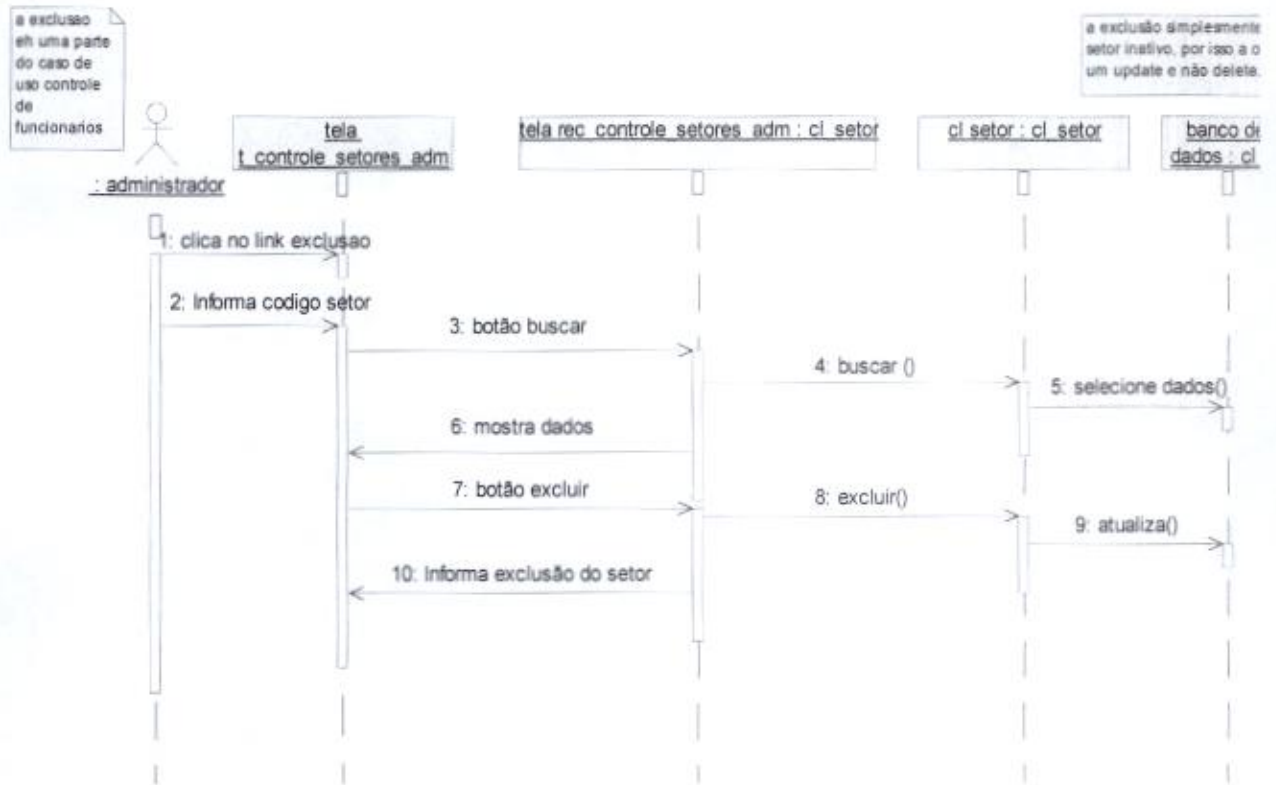 a exclusao
eh uma parte
do caso de
uso controle
de
funcionarios
a exclusão simplesmente
setor inativo, por isso a o
um update e não delete.
: administrador
tela
t_controle_setores_adm
tela rec_controle_setores_adm : cl_setor
cl setor : cl_setor
banco de
dados : cl
1: clica no link exclusao
2: Informa codigo setor
3: botão buscar
4: buscar ()
5: selecione dados()
6: mostra dados
7: botão excluir
8: excluir()
9: atualiza()
10: Informa exclusão do setor